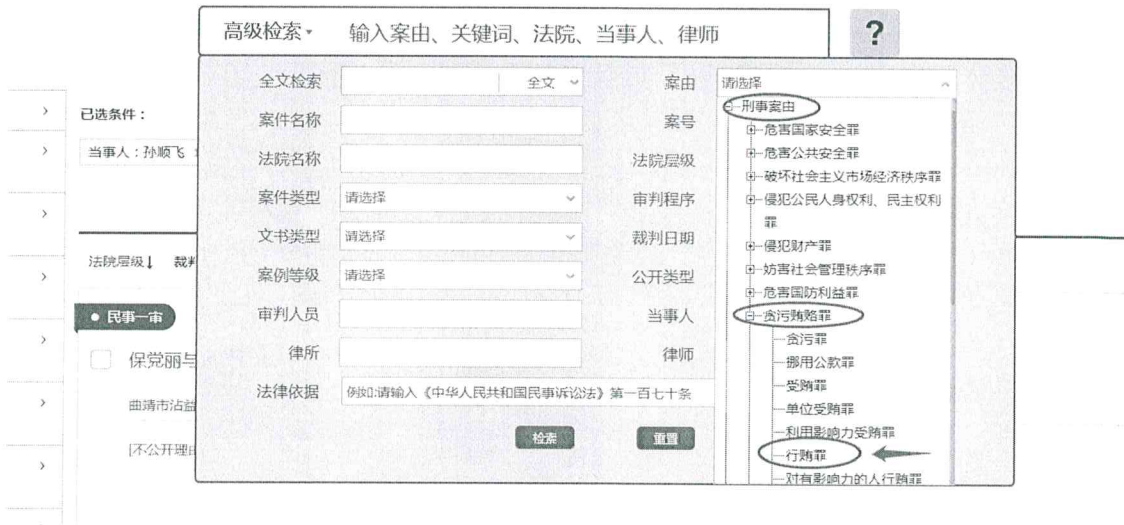 高级检索 输入案由、关键词、法院、当事人、律师 ?
已选条件：
当事人：孙顺飞
法院层级↓ 裁判
民事一审
保党丽与
曲靖市沾益
[不公开理由
全文检索 全文
案件名称
法院名称
案件类型 请选择
文书类型 请选择
案例等级 请选择
审判人员
律所
法律依据 例如:请输入《中华人民共和国民事诉讼法》第一百七十条
检索 重置
案由 请选择
案号
法院层级
审判程序
裁判日期
公开类型
当事人
律师
刑事案由
危害国家安全罪
危害公共安全罪
破坏社会主义市场经济秩序罪
侵犯公民人身权利、民主权利
罪
侵犯财产罪
妨害社会管理秩序罪
危害国防利益罪
贪污贿赂罪
贪污罪
挪用公款罪
受贿罪
单位受贿罪
利用影响力受贿罪
行贿罪
对有影响力的人行贿罪